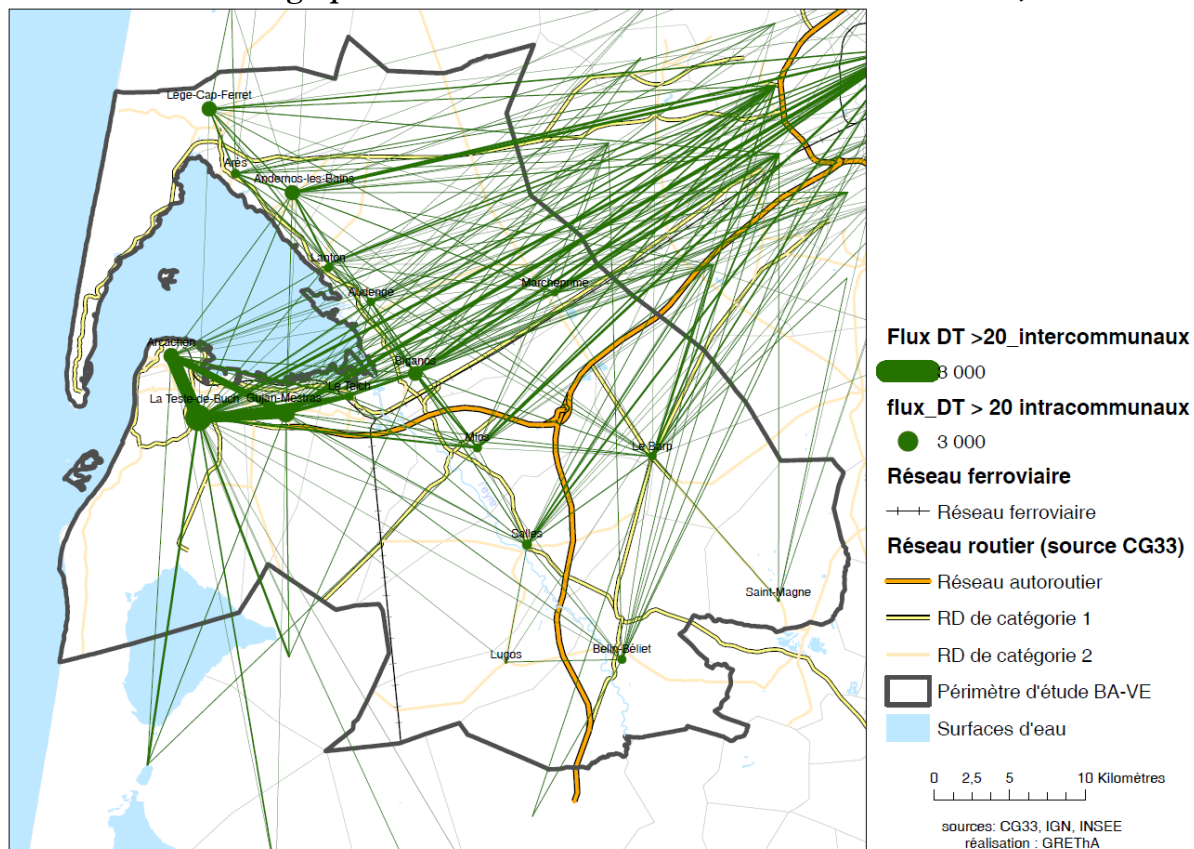 Lège-Cap-Ferret
Arès
Andernos-les-Bains
Lanton
Audenge
Marcheprime
Arcachon
Biganos
Le Teich
La Teste-de-Buch
Gujan-Mestras
Mios
Le Barp
l'eyre
Salles
Saint-Magne
Lugos
Belin-Béliet
Flux DT >20_intercommunaux
3 000
flux_DT > 20 intracommunaux
3 000
Réseau ferroviaire
Réseau ferroviaire
Réseau routier (source CG33)
Réseau autoroutier
RD de catégorie 1
RD de catégorie 2
Périmètre d'étude BA-VE
Surfaces d'eau
0 2,5 5 10 Kilomètres
sources: CG33, IGN, INSEE
réalisation : GREThA